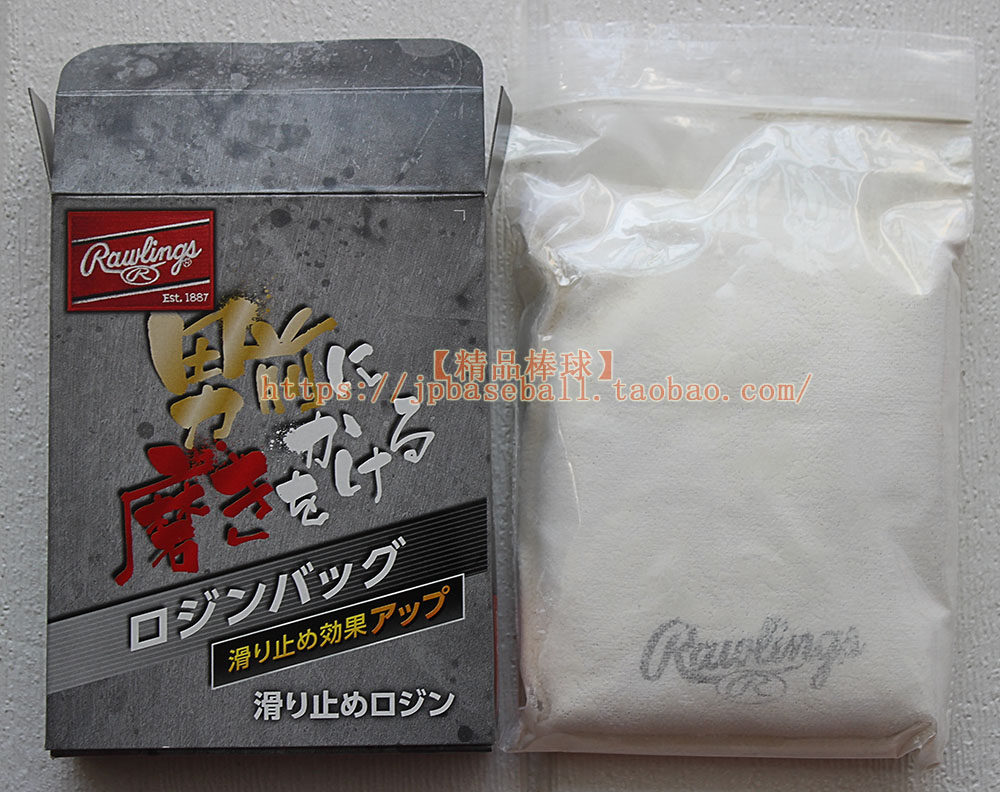 Rawlings
R
Est. 1887
男前に
磨きをかける
ロジンバッグ
滑り止め効果アップ
滑り止めロジン
【精品棒球】
https://jpbaseball.taobao.com/
Rawlings
R